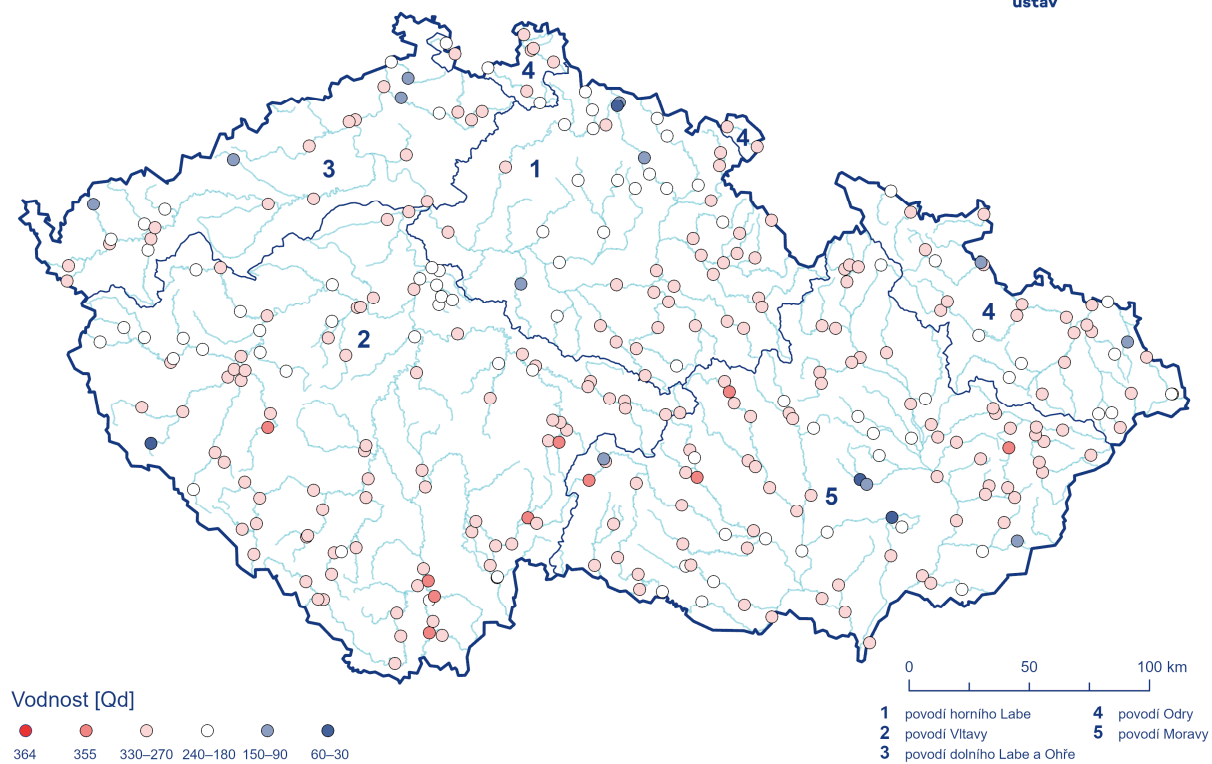 ústav
4
4
3
1
4
2
5
0 50 100 km
Vodnost [Qd]
364 355 330–270 240–180 150–90 60–30
1 povodí horního Labe
2 povodí Vltavy
3 povodí dolního Labe a Ohře
4 povodí Odry
5 povodí Moravy